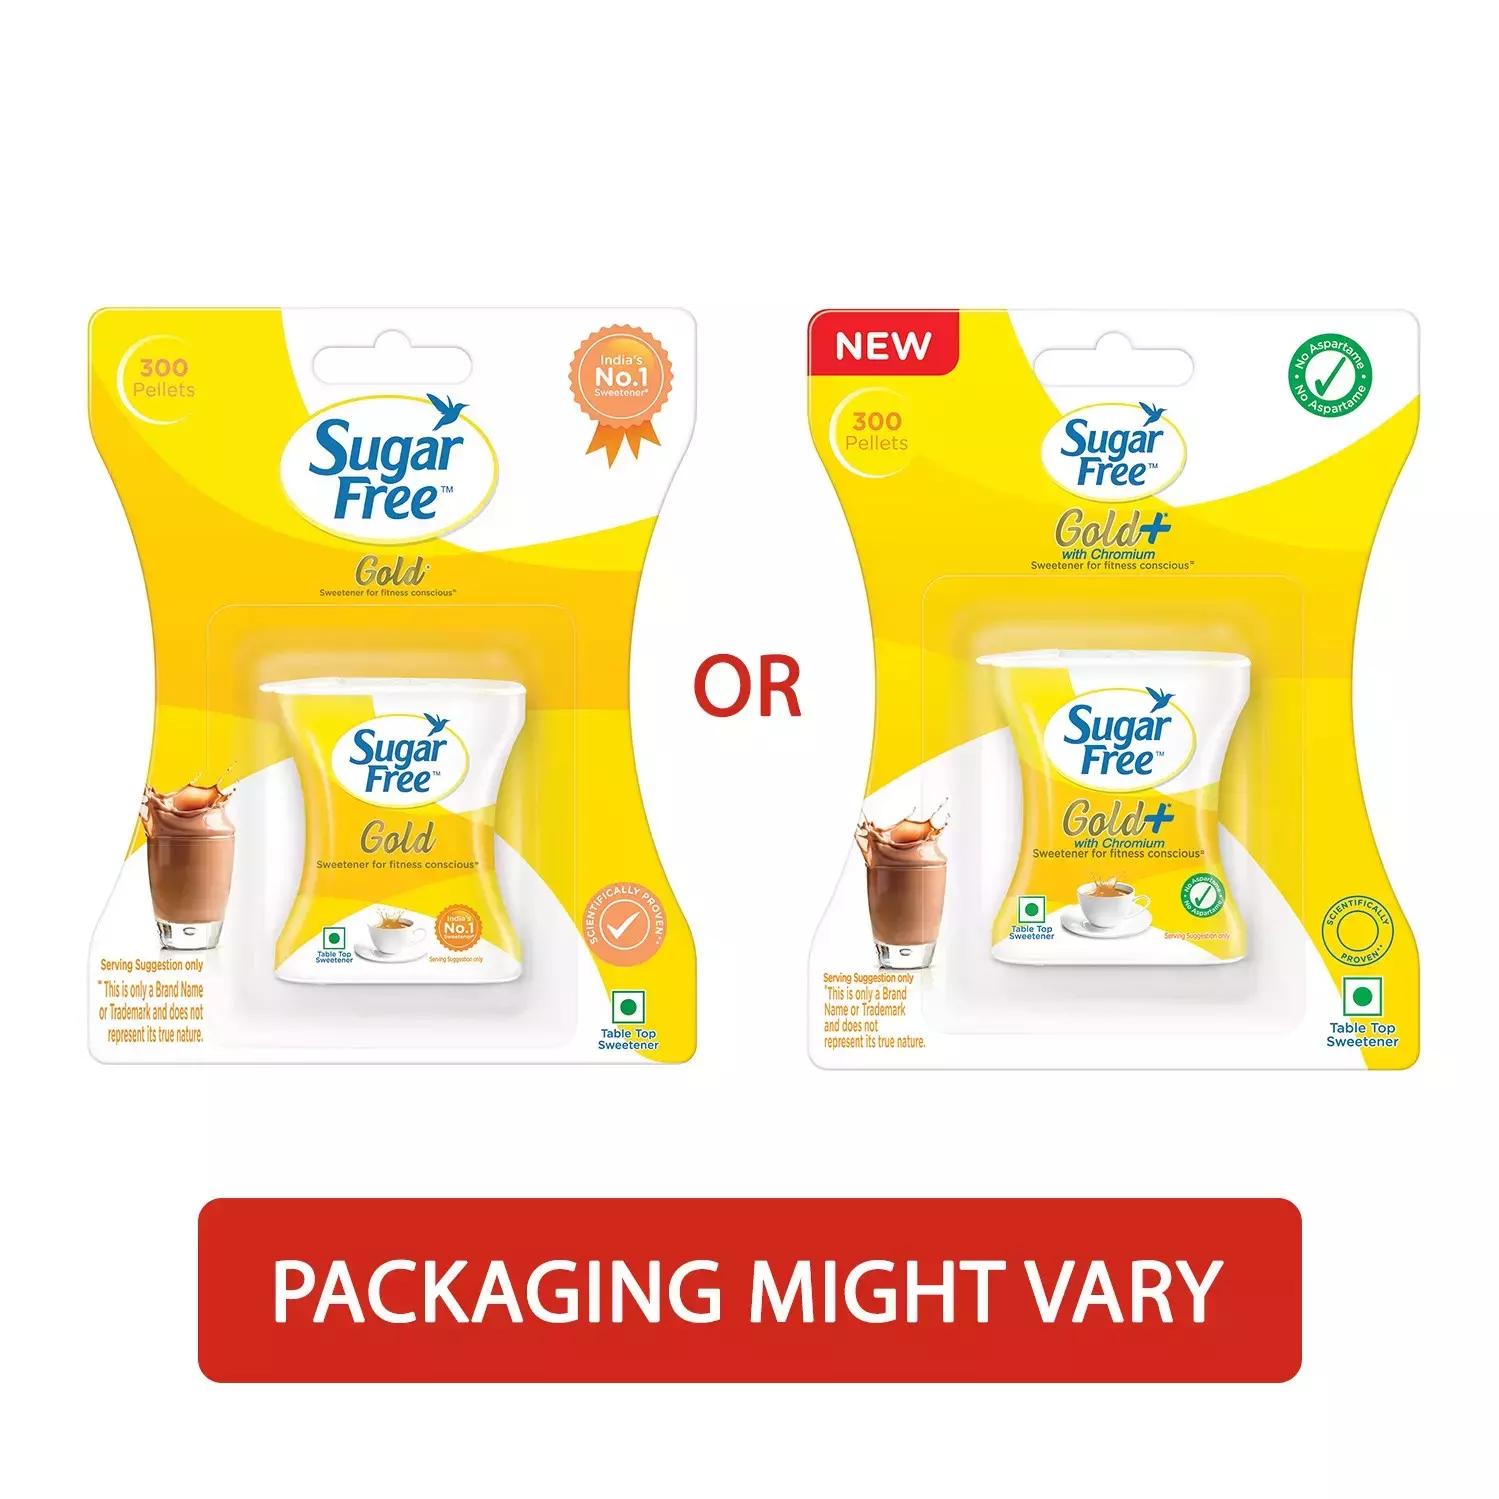 300
Pellets
India's
No.1
Sweetener#
Sugar
Free™
Gold*
Sweetener for fitness conscious¤
Sugar
Free™
Gold
Sweetener for fitness conscious¤
India's
No.1
Sweetener#
Table Top
Sweetener
Serving Suggestion only
SCIENTIFICALLY PROVEN**
Serving Suggestion only
*This is only a Brand Name
or Trademark and does not
represent its true nature.
Table Top
Sweetener
OR
NEW
300
Pellets
No Aspartame
No Aspartame
Sugar
Free™
Gold+*
with Chromium
Sweetener for fitness conscious¤
Sugar
Free™
Gold+*
with Chromium
Sweetener for fitness conscious¤
No Aspartame
No Aspartame
Table Top
Sweetener
Serving Suggestion only
SCIENTIFICALLY
PROVEN**
Serving Suggestion only
*This is only a Brand
Name or Trademark
and does not
represent its true nature.
Table Top
Sweetener
PACKAGING MIGHT VARY